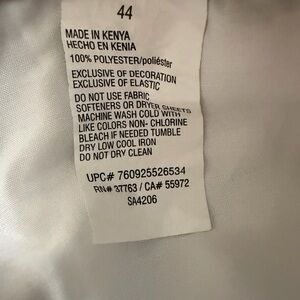 44
MADE IN KENYA
HECHO EN KENIA
100% POLYESTER/poliéster
EXCLUSIVE OF DECORATION
EXCLUSIVE OF ELASTIC
DO NOT USE FABRIC
SOFTENERS OR DRYER SHEETS
MACHINE WASH COLD WITH
LIKE COLORS NON- CHLORINE
BLEACH IF NEEDED TUMBLE
DRY LOW COOL IRON
DO NOT DRY CLEAN
UPC# 760925526534
RN# 37763 / CA# 55972
SA4206